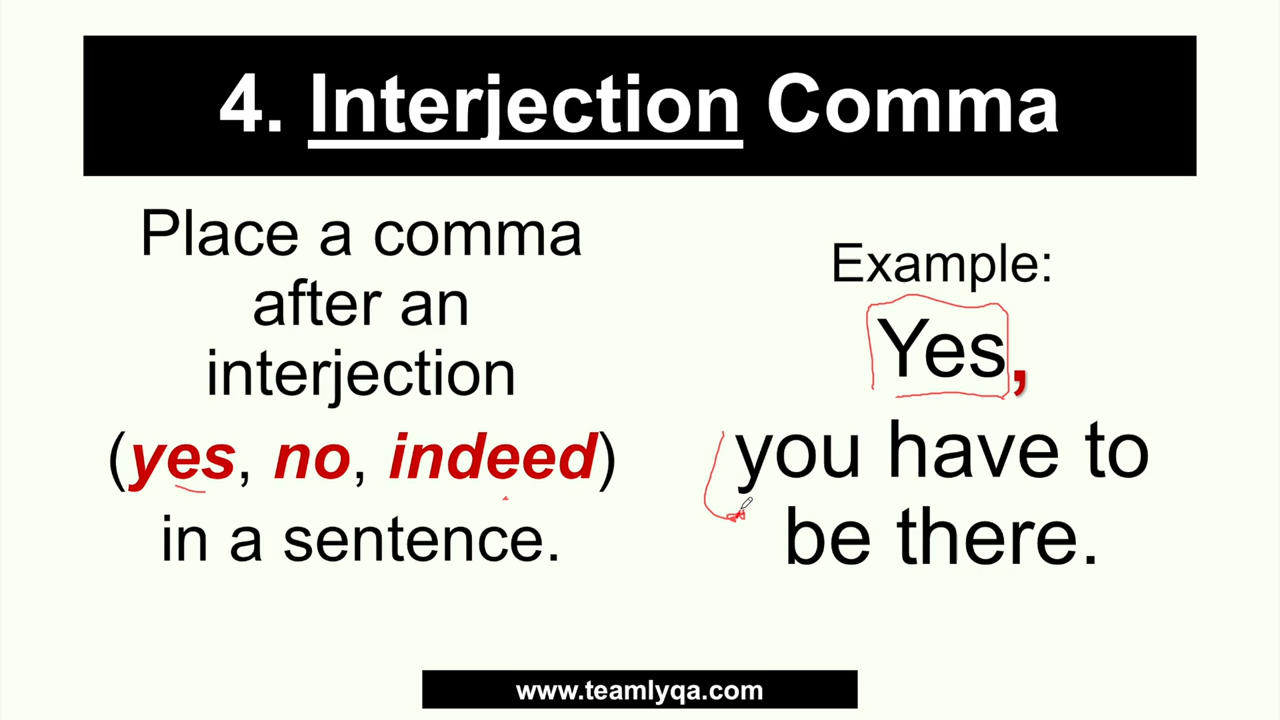 4. Interjection Comma
Place a comma
after an
interjection
(yes, no, indeed)
in a sentence.
Example:
Yes,
you have to
be there.
www.teamlyqa.com